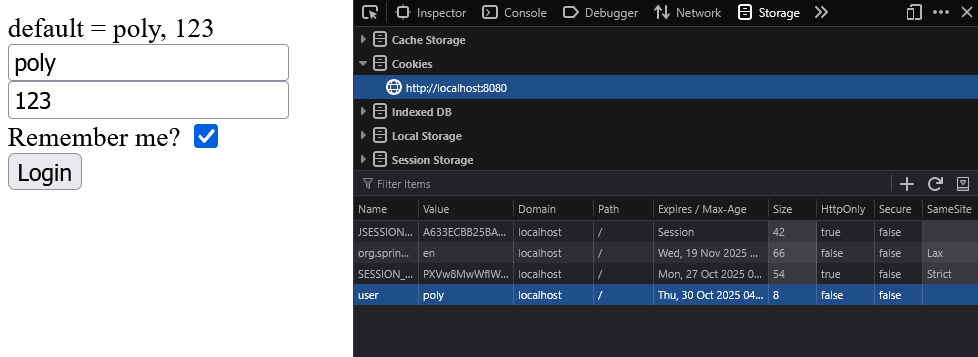 default = poly, 123
poly
123
Remember me?
Login
Inspector Console Debugger Network Storage
Cache Storage
Cookies
http://localhost:8080
Indexed DB
Local Storage
Session Storage
Filter Items
Name Value Domain Path Expires / Max-Age Size HttpOnly Secure SameSite
JSESSION... A633ECBB25BA... localhost / Session 42 true false
org.sprin... en localhost / Wed, 19 Nov 2025 ... 66 false false Lax
SESSION_... PXVw8MwWflW... localhost / Mon, 27 Oct 2025 0... 54 true false Strict
user poly localhost / Thu, 30 Oct 2025 04... 8 false false